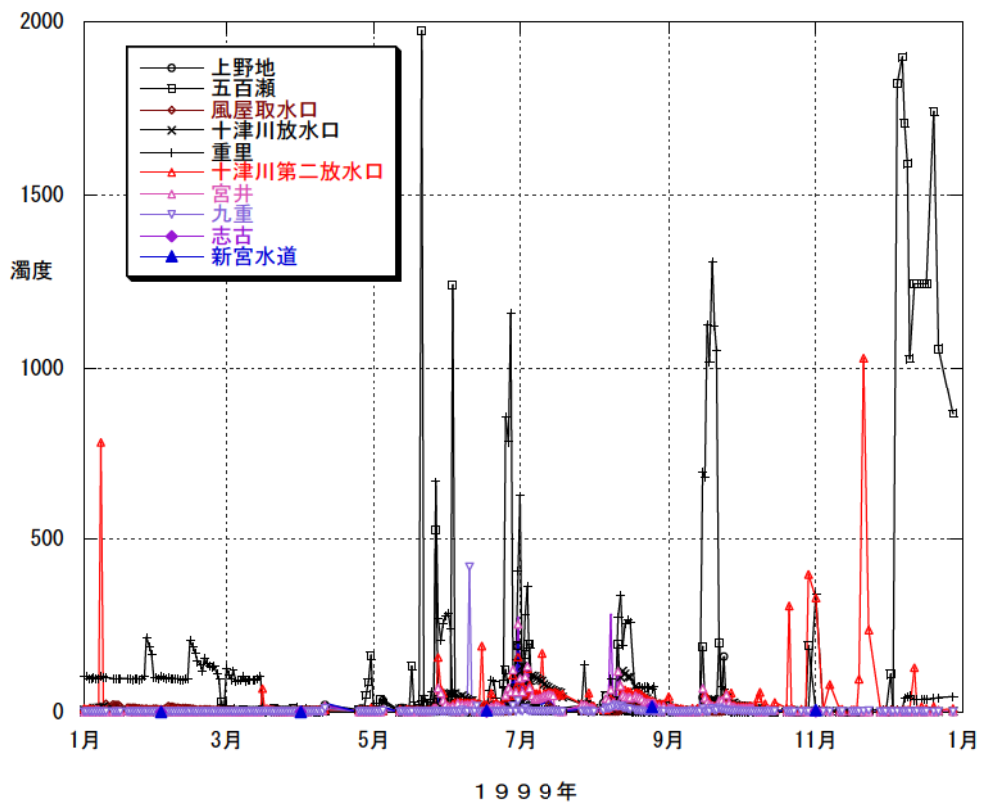 2000
上野地
五百瀬
風屋取水口
十津川放水口
重里
十津川第二放水口
宮井
九重
志古
新宮水道
1500
濁度
1000
500
0
1月 3月 5月 7月 9月 11月 1月
１９９９年